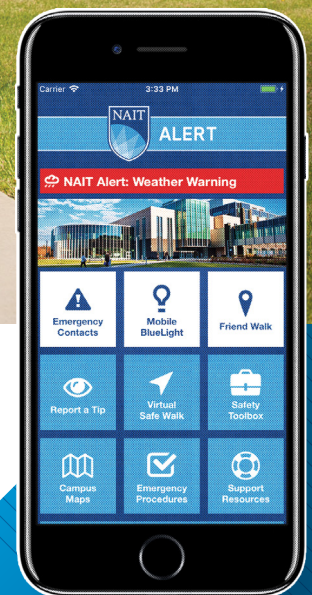 Carrier 3:33 PM
NAIT
ALERT
NAIT Alert: Weather Warning
Emergency
Contacts
Mobile
BlueLight
Friend Walk
Report a Tip
Virtual
Safe Walk
Safety
Toolbox
Campus
Maps
Emergency
Procedures
Support
Resources